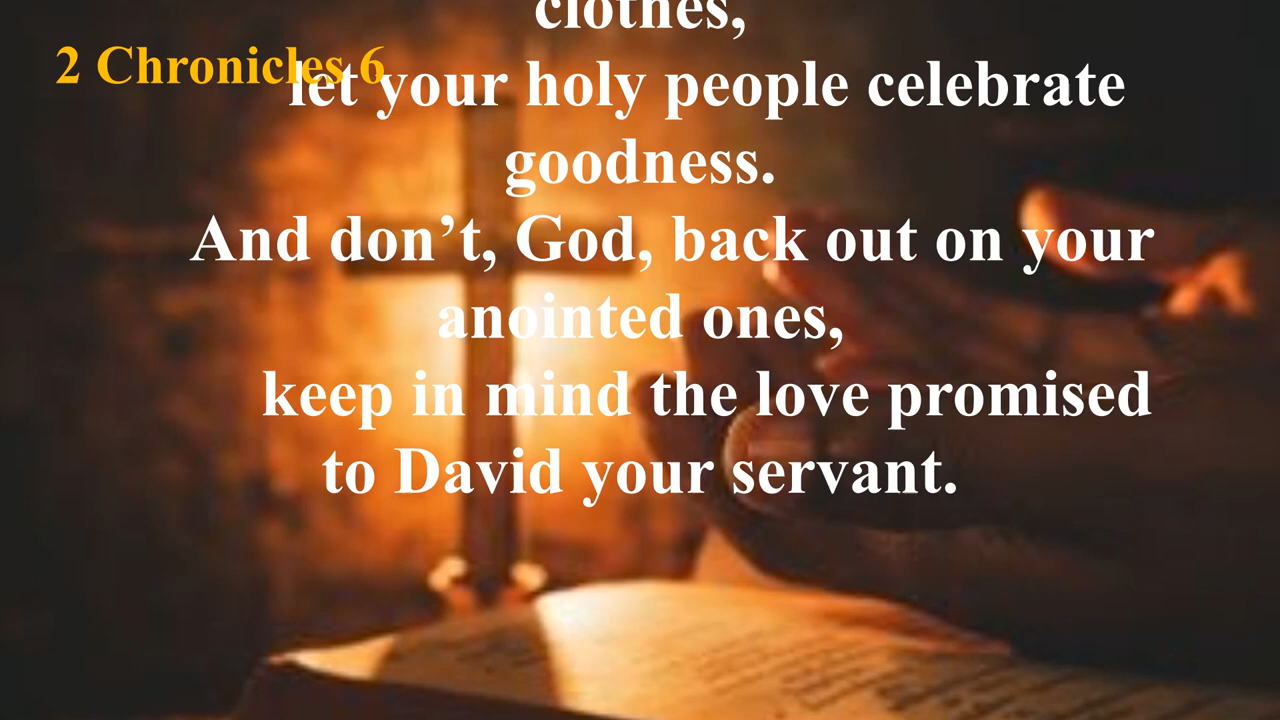 clothes,
2 Chronicles 6
let your holy people celebrate
goodness.
And don’t, God, back out on your
anointed ones,
keep in mind the love promised
to David your servant.